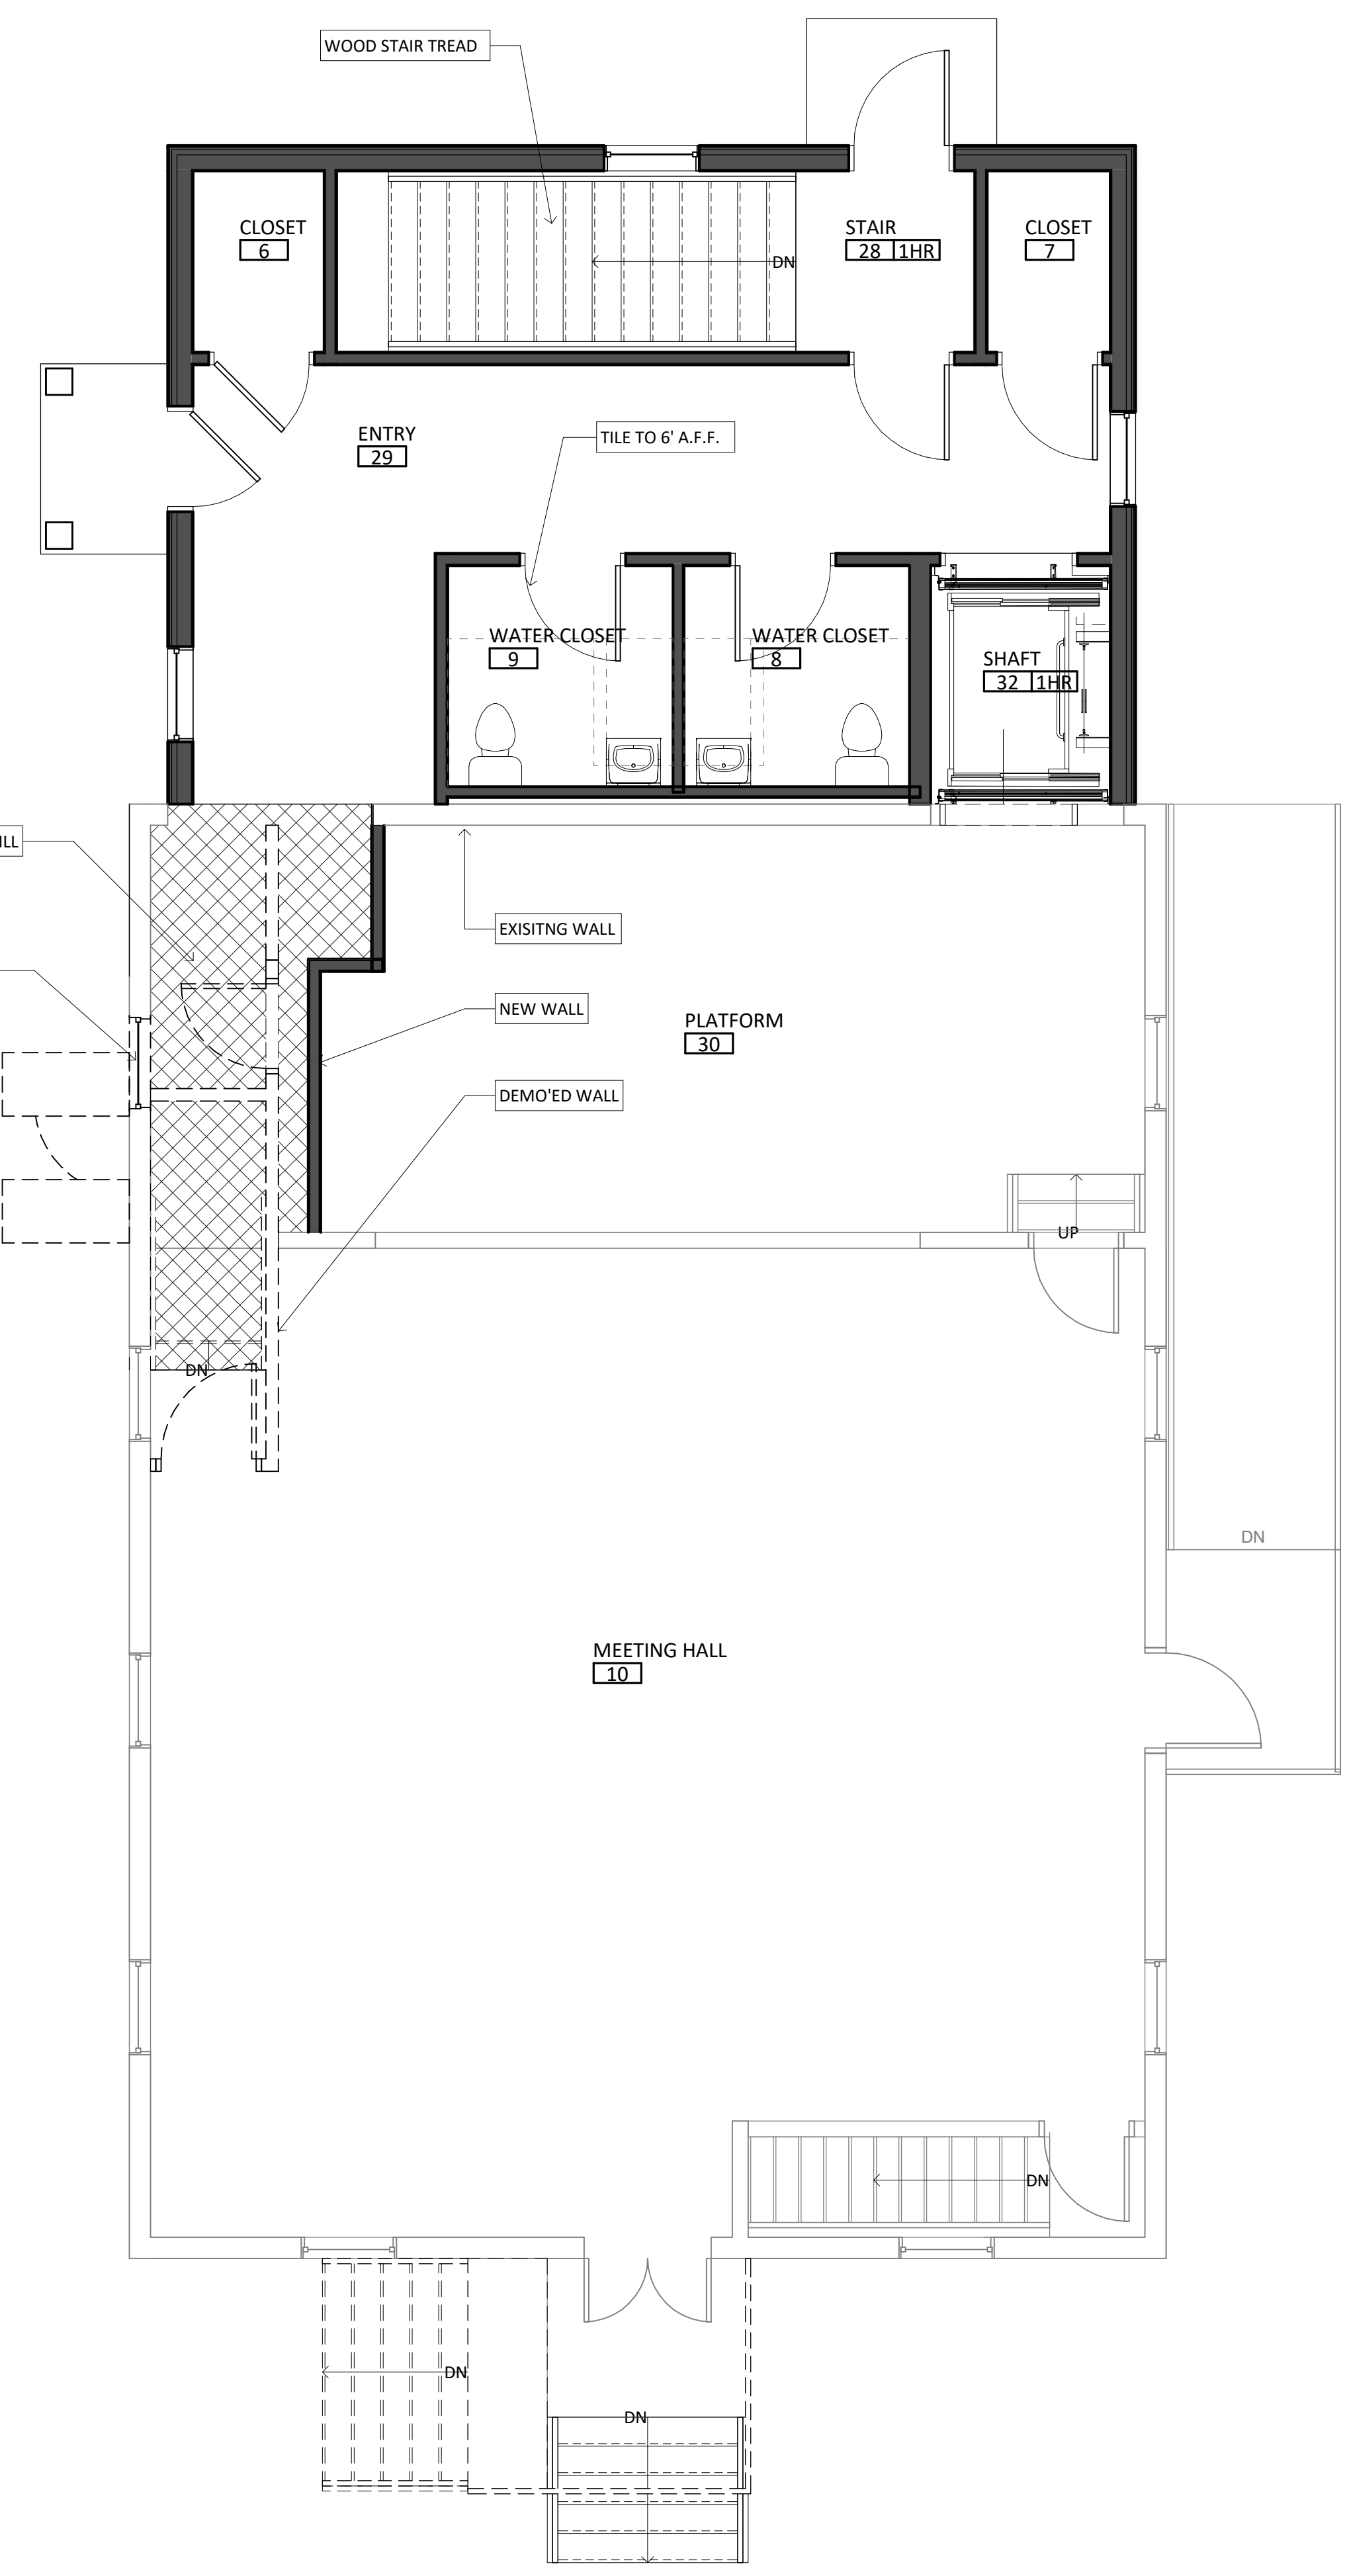 WOOD STAIR TREAD
CLOSET
6
STAIR
28 1HR
CLOSET
7
DN
ENTRY
29
TILE TO 6' A.F.F.
WATER CLOSET
9
WATER CLOSET
8
SHAFT
32 1HR
EXISITNG WALL
NEW WALL
PLATFORM
30
DEMO'ED WALL
UP
DN
DN
MEETING HALL
10
DN
DN
DN